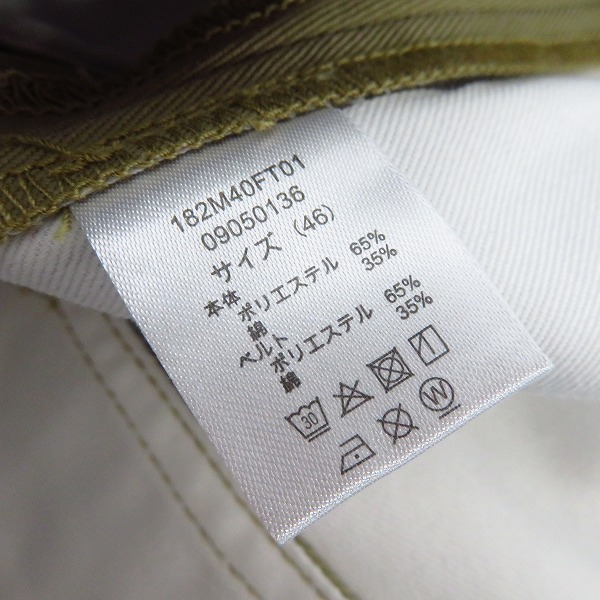 182M40FT01
09050136
サイズ (46)
本体
ポリエステル 65%
綿 35%
ベルト
ポリエステル 65%
綿 35%
30
W